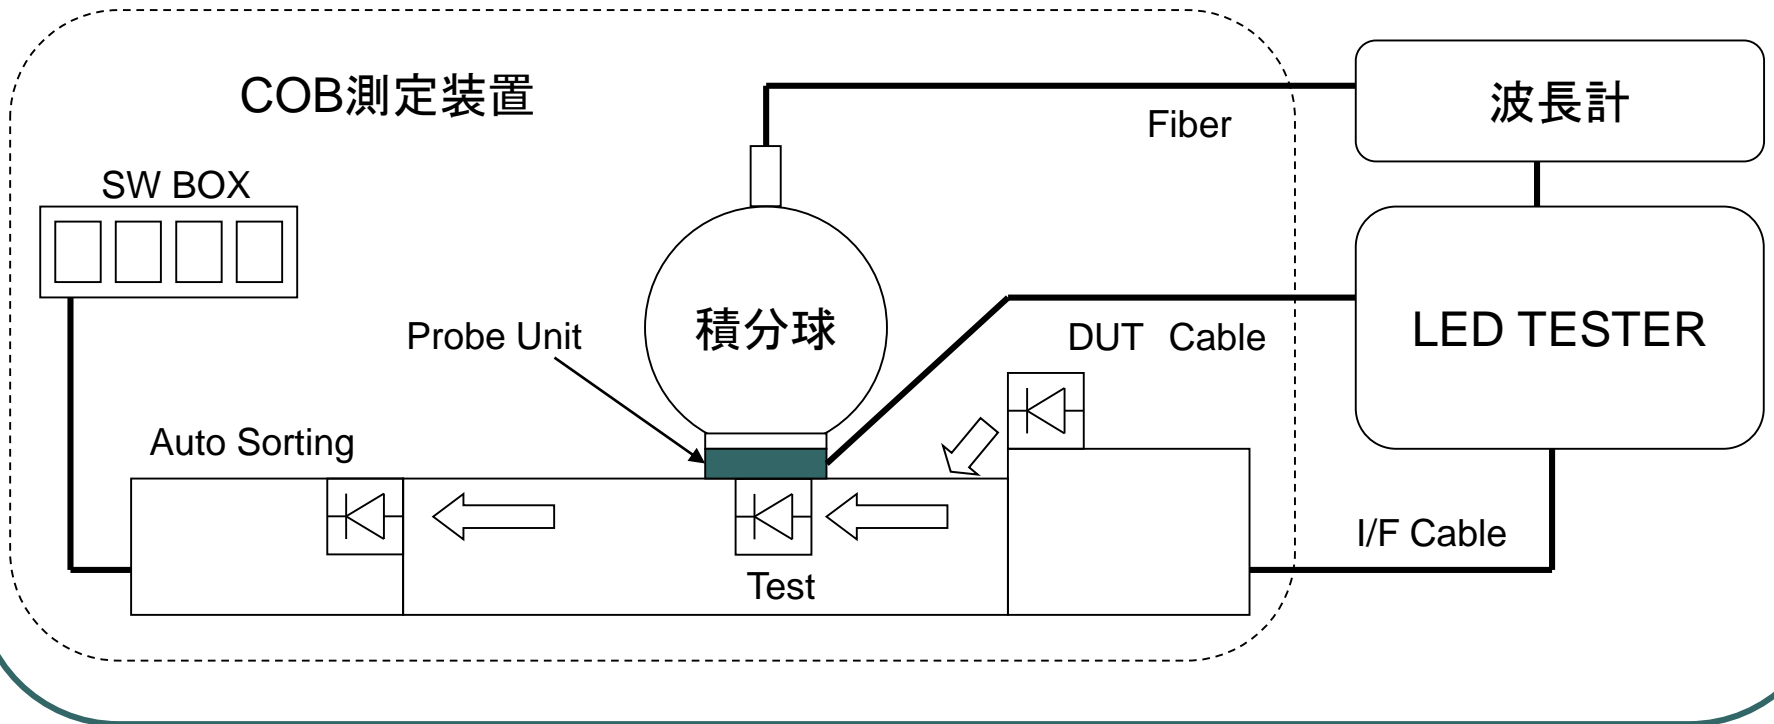 COB測定装置
波長計
Fiber
SW BOX
積分球
Probe Unit
DUT Cable
LED TESTER
Auto Sorting
I/F Cable
Test